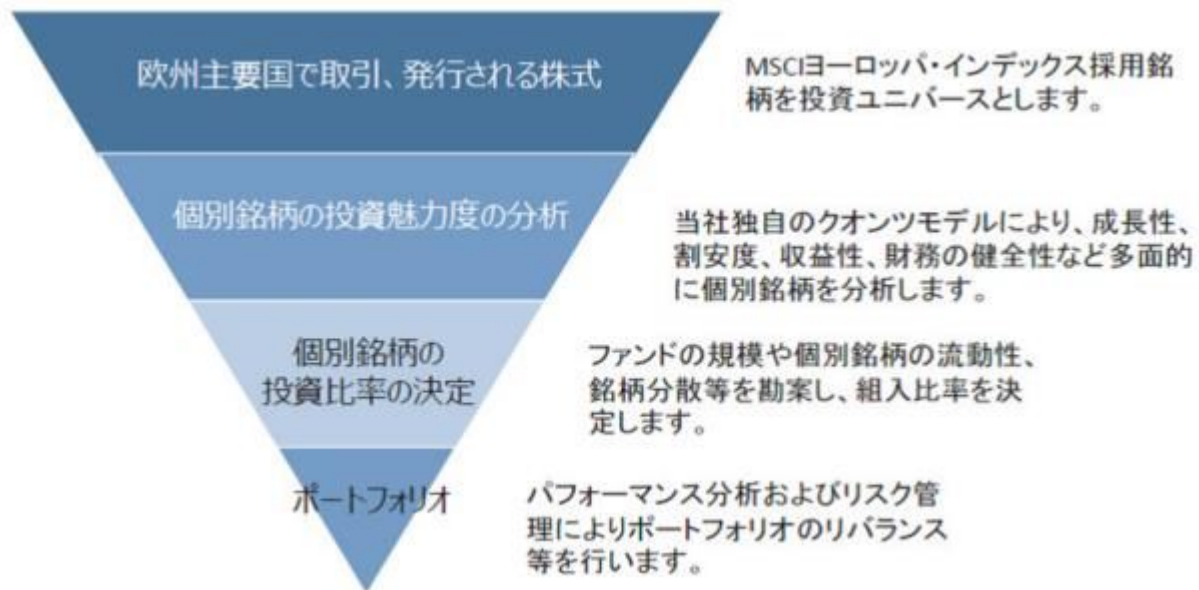 欧州主要国で取引、発行される株式
MSCIヨーロッパ・インデックス採用銘
柄を投資ユニバースとします。
個別銘柄の投資魅力度の分析
当社独自のクオンツモデルにより、成長性、
割安度、収益性、財務の健全性など多面的
に個別銘柄を分析します。
個別銘柄の
投資比率の決定
ファンドの規模や個別銘柄の流動性、
銘柄分散等を勘案し、組入比率を決
定します。
ポートフォリオ
パフォーマンス分析およびリスク管
理によりポートフォリオのリバランス
等を行います。